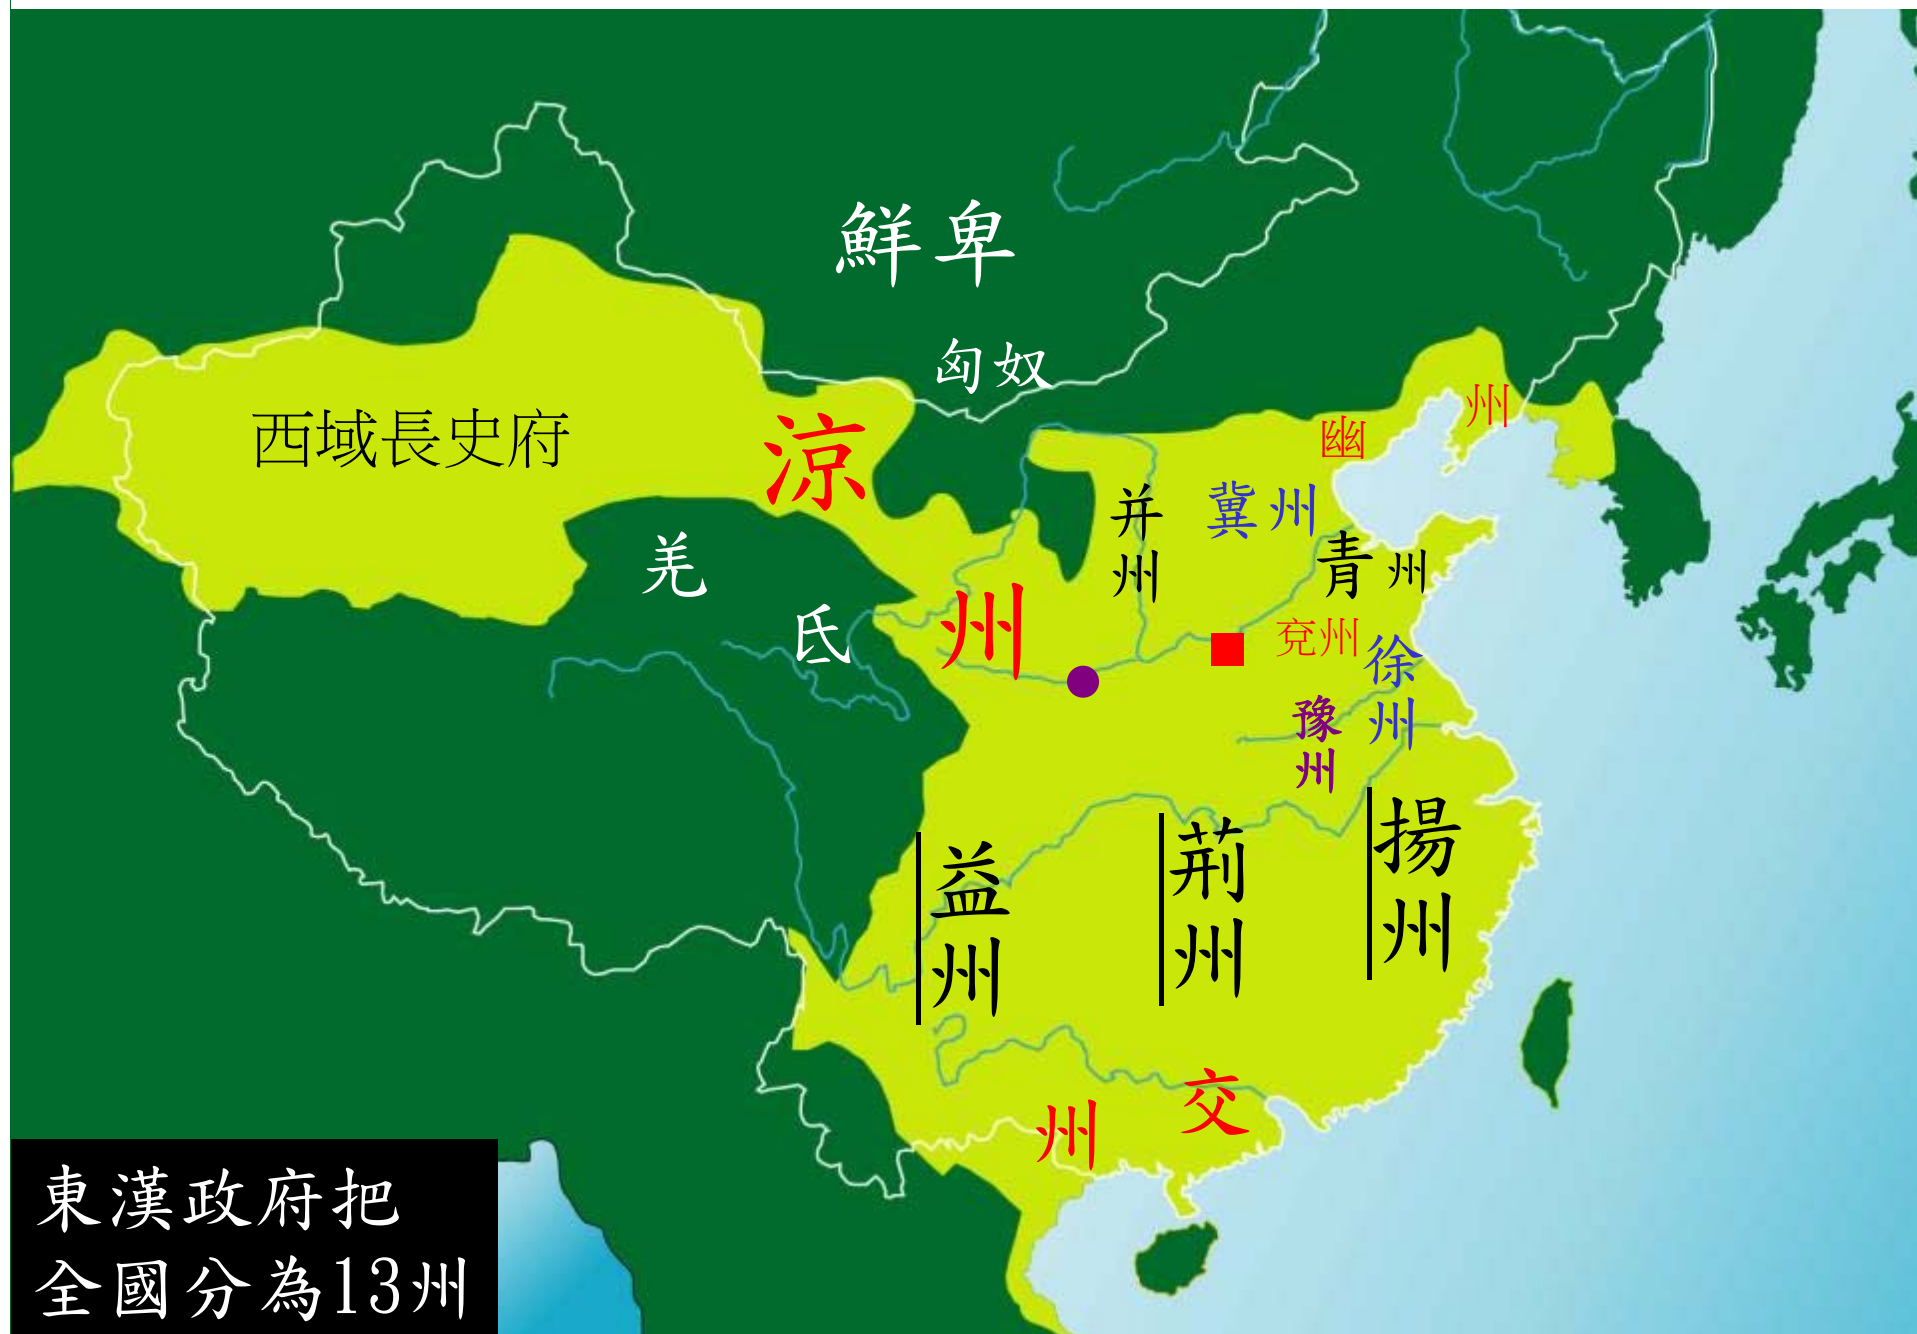 鮮卑
匈奴
西域長史府
涼州
幽州
并州
冀州
青州
羌
氐
兗州
徐州
豫州
益州
荊州
揚州
交州
東漢政府把
全國分為13州